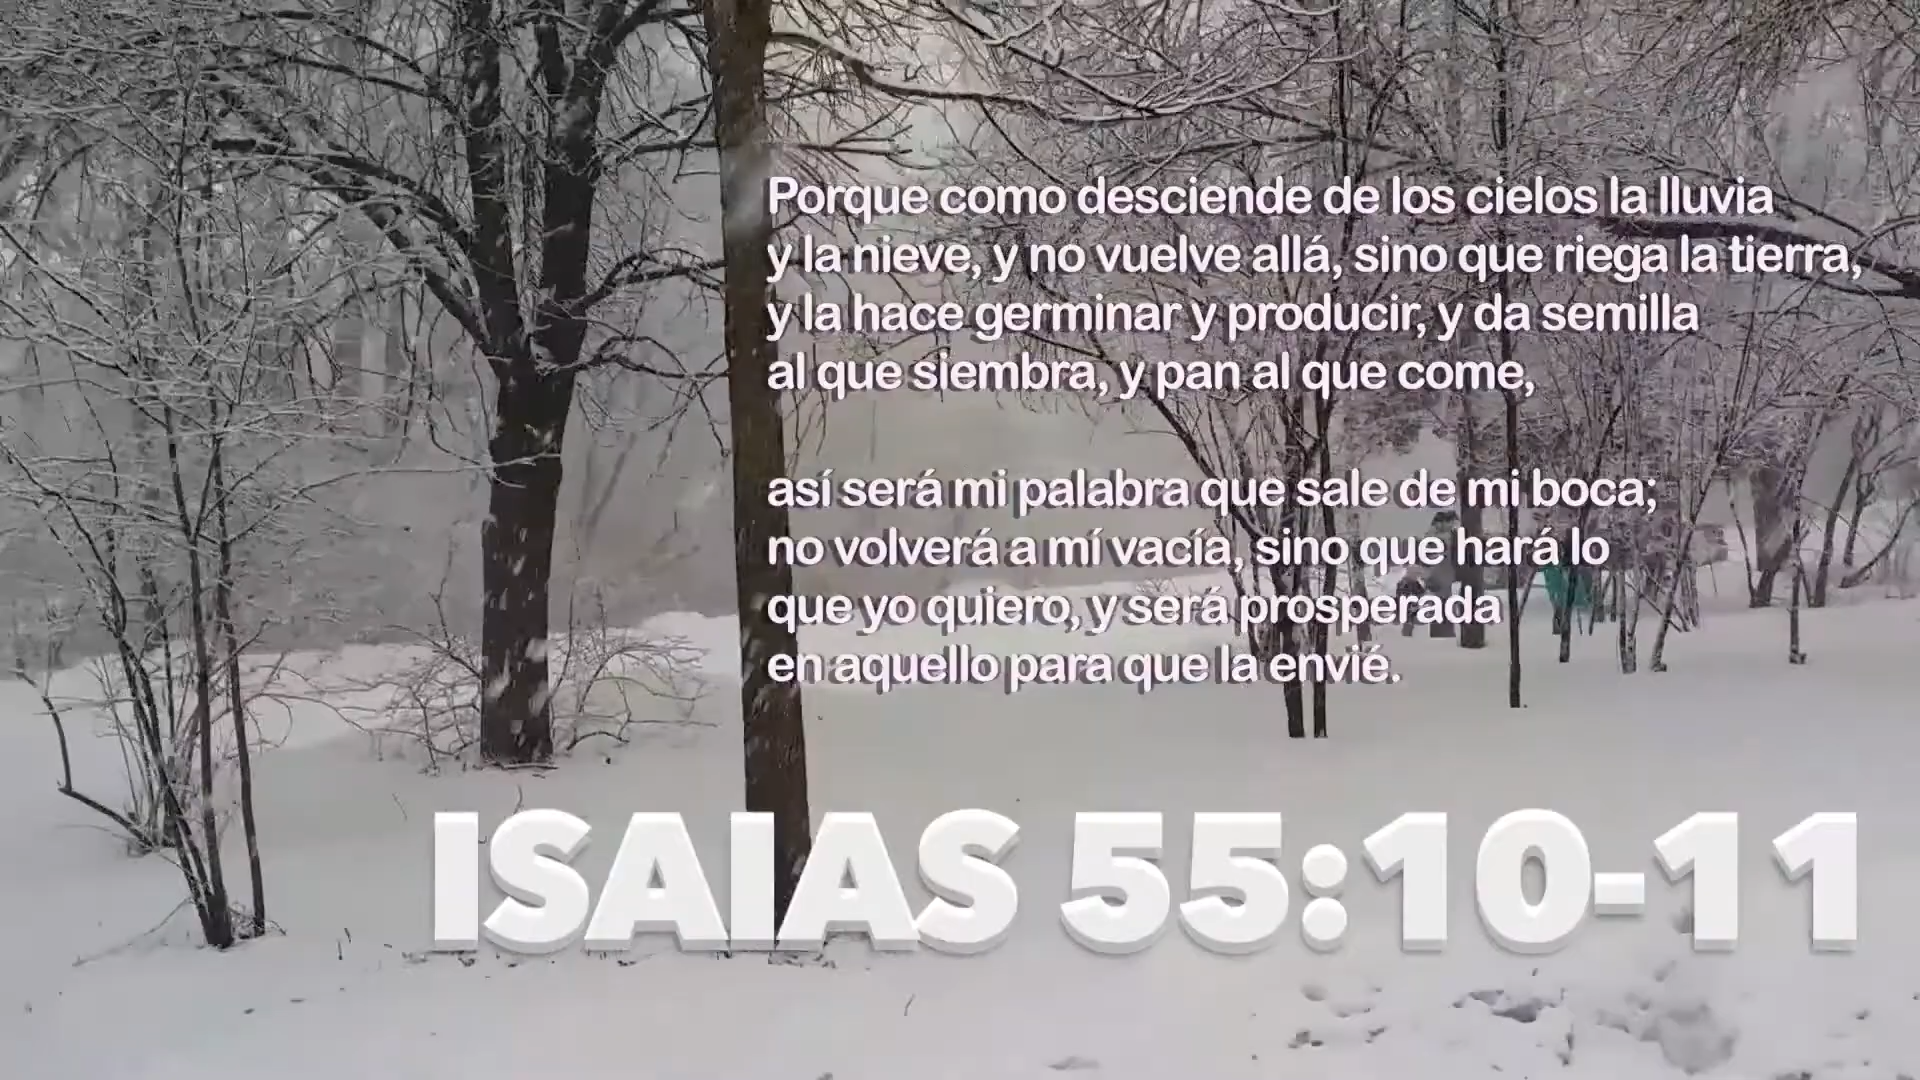 Porque como desciende de los cielos la lluvia
y la nieve, y no vuelve allá, sino que riega la tierra,
y la hace germinar y producir, y da semilla
al que siembra, y pan al que come,
así será mi palabra que sale de mi boca;
no volverá a mí vacía, sino que hará lo
que yo quiero, y será prosperada
en aquello para que la envié.
ISAIAS 55:10-11